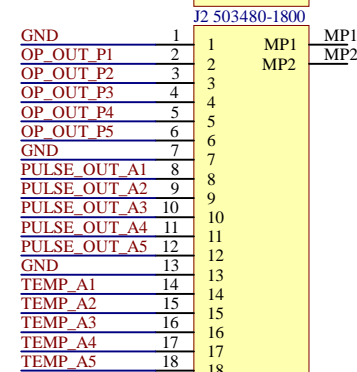 J2 503480-1800
GND 1 1 MP1 MP1
OP_OUT_P1 2 2 MP2 MP2
OP_OUT_P2 3 3
OP_OUT_P3 4 4
OP_OUT_P4 5 5
OP_OUT_P5 6 6
GND 7 7
PULSE_OUT_A1 8 8
PULSE_OUT_A2 9 9
PULSE_OUT_A3 10 10
PULSE_OUT_A4 11 11
PULSE_OUT_A5 12 12
GND 13 13
TEMP_A1 14 14
TEMP_A2 15 15
TEMP_A3 16 16
TEMP_A4 17 17
TEMP_A5 18 18